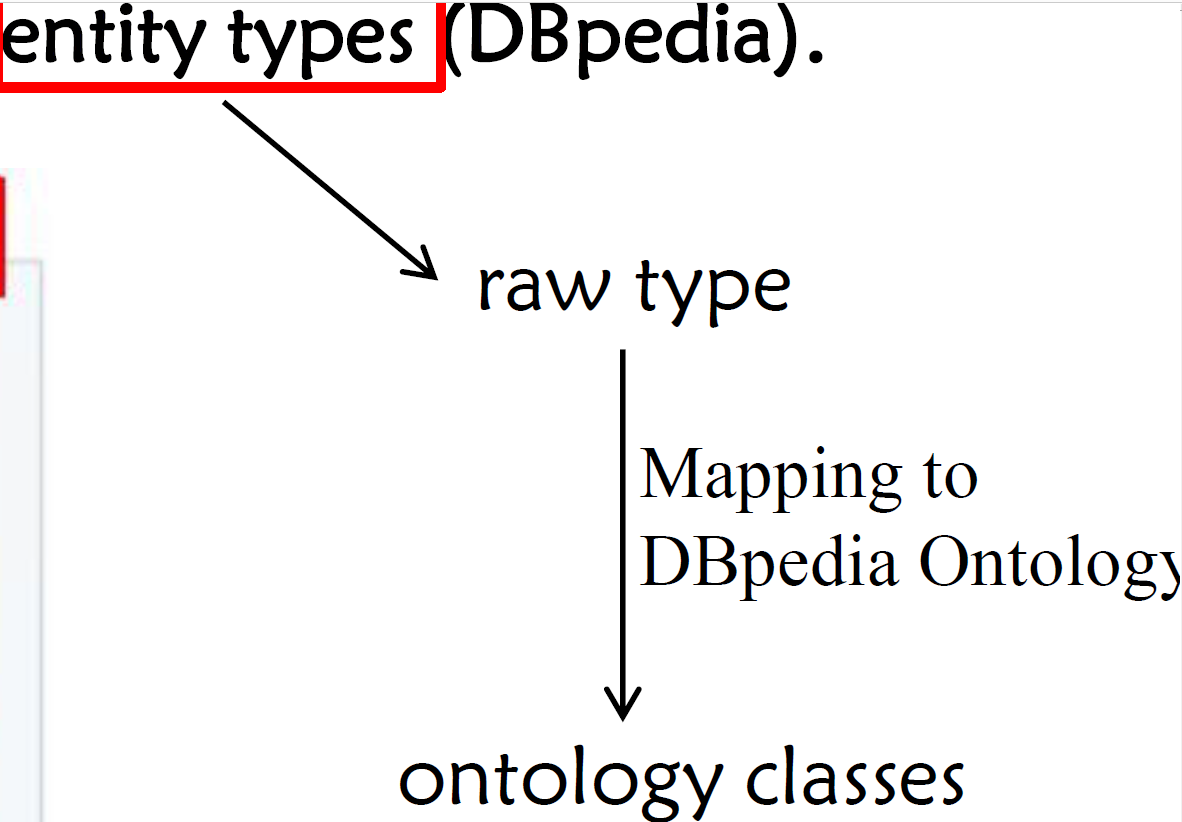 entity types (DBpedia).
raw type
Mapping to
DBpedia Ontology
ontology classes